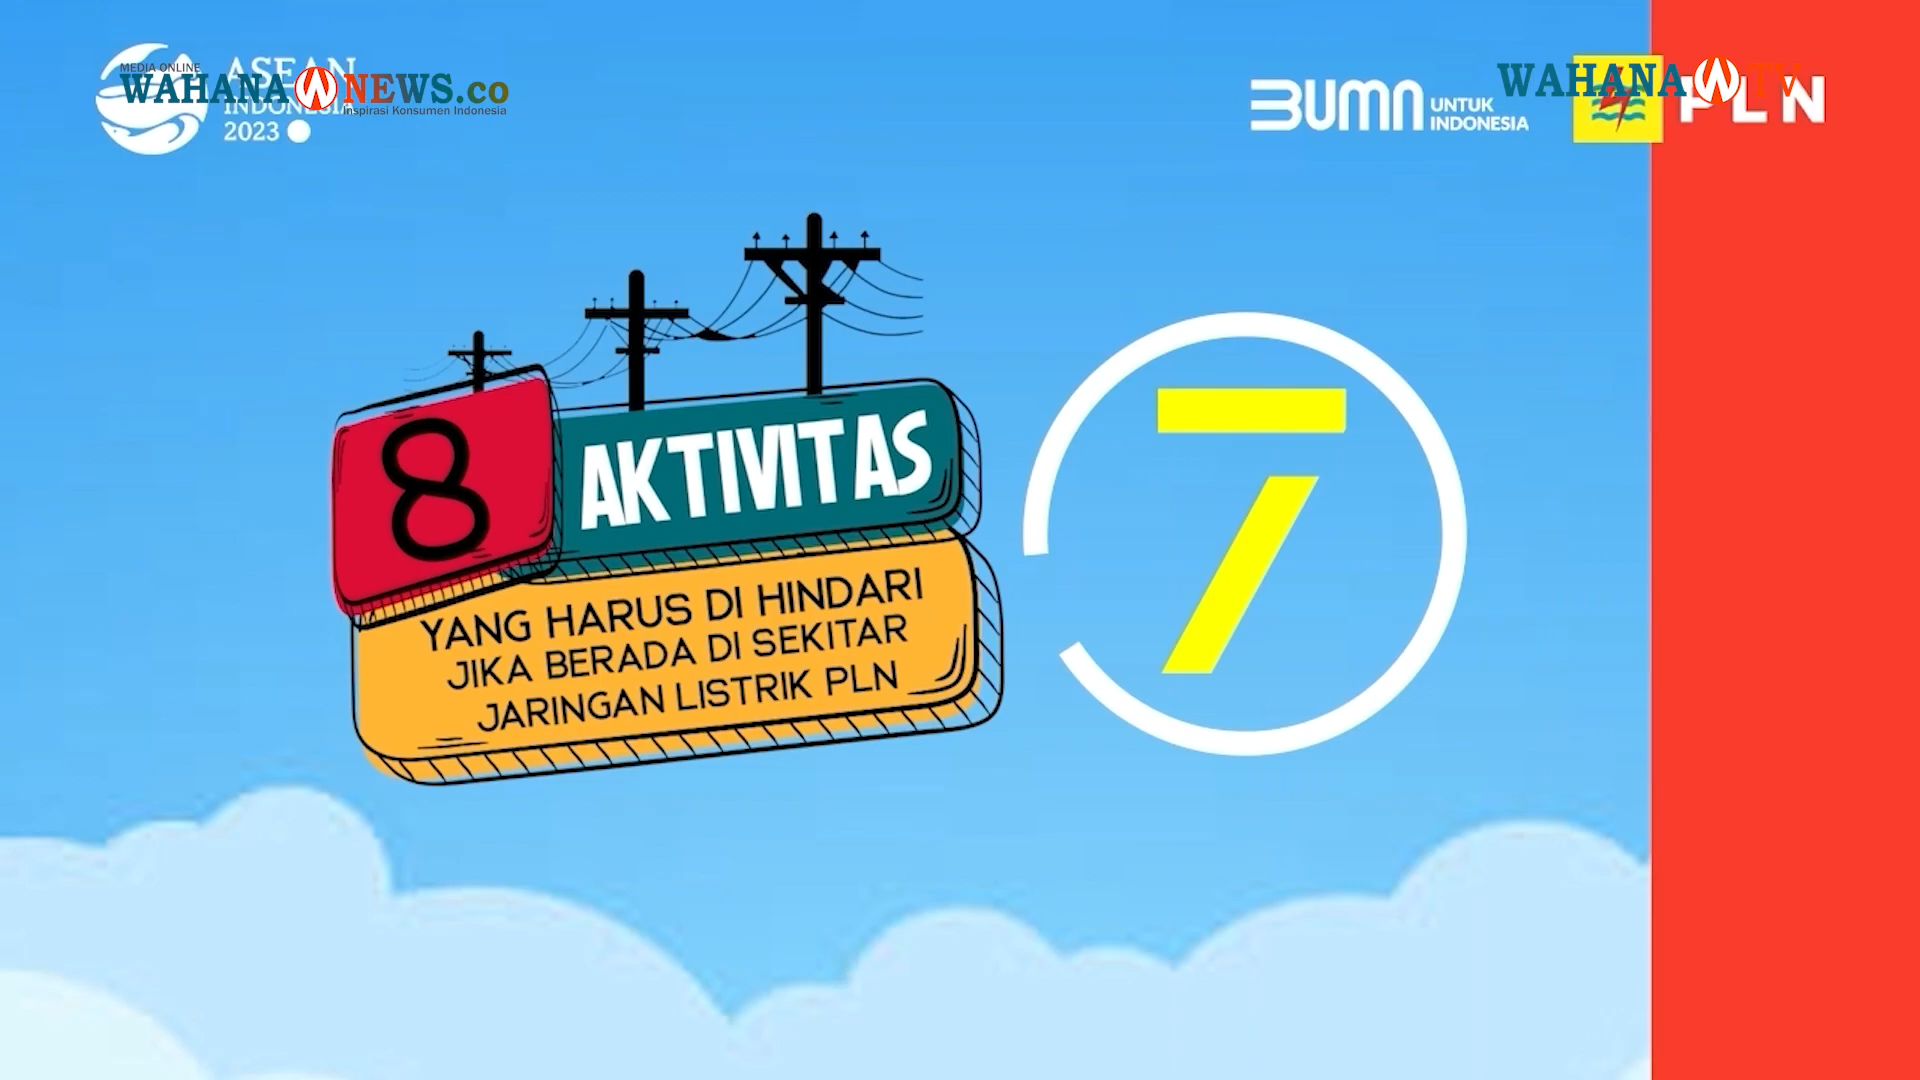 MEDIA ONLINE
WAHANA NEWS.co
Inspirasi Konsumen Indonesia
ASEAN
INDONESIA
2023
BUMN UNTUK
INDONESIA
WAHANA TV
PLN
8 AKTIVITAS
YANG HARUS DI HINDARI
JIKA BERADA DI SEKITAR
JARINGAN LISTRIK PLN
7